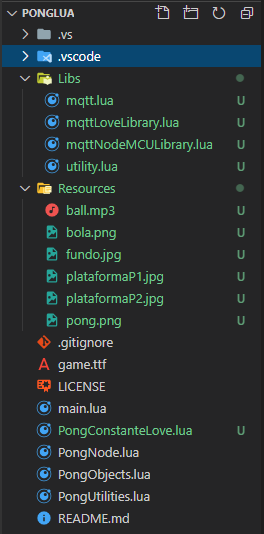 PONGLUA
.vs
.vscode
Libs
mqtt.lua U
mqttLoveLibrary.lua U
mqttNodeMCULibrary.lua U
utility.lua U
Resources
ball.mp3 U
bola.png U
fundo.jpg U
plataformaP1.jpg U
plataformaP2.jpg U
pong.png U
.gitignore
game.ttf
LICENSE
main.lua
PongConstanteLove.lua U
PongNode.lua
PongObjects.lua
PongUtilities.lua
README.md